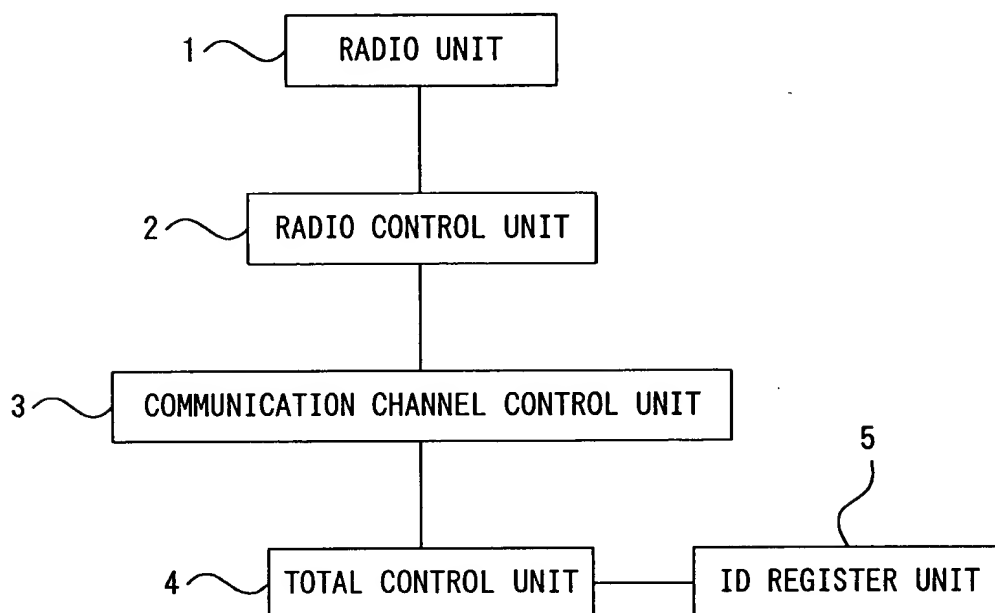 1 RADIO UNIT
2 RADIO CONTROL UNIT
3 COMMUNICATION CHANNEL CONTROL UNIT
5
4 TOTAL CONTROL UNIT ID REGISTER UNIT